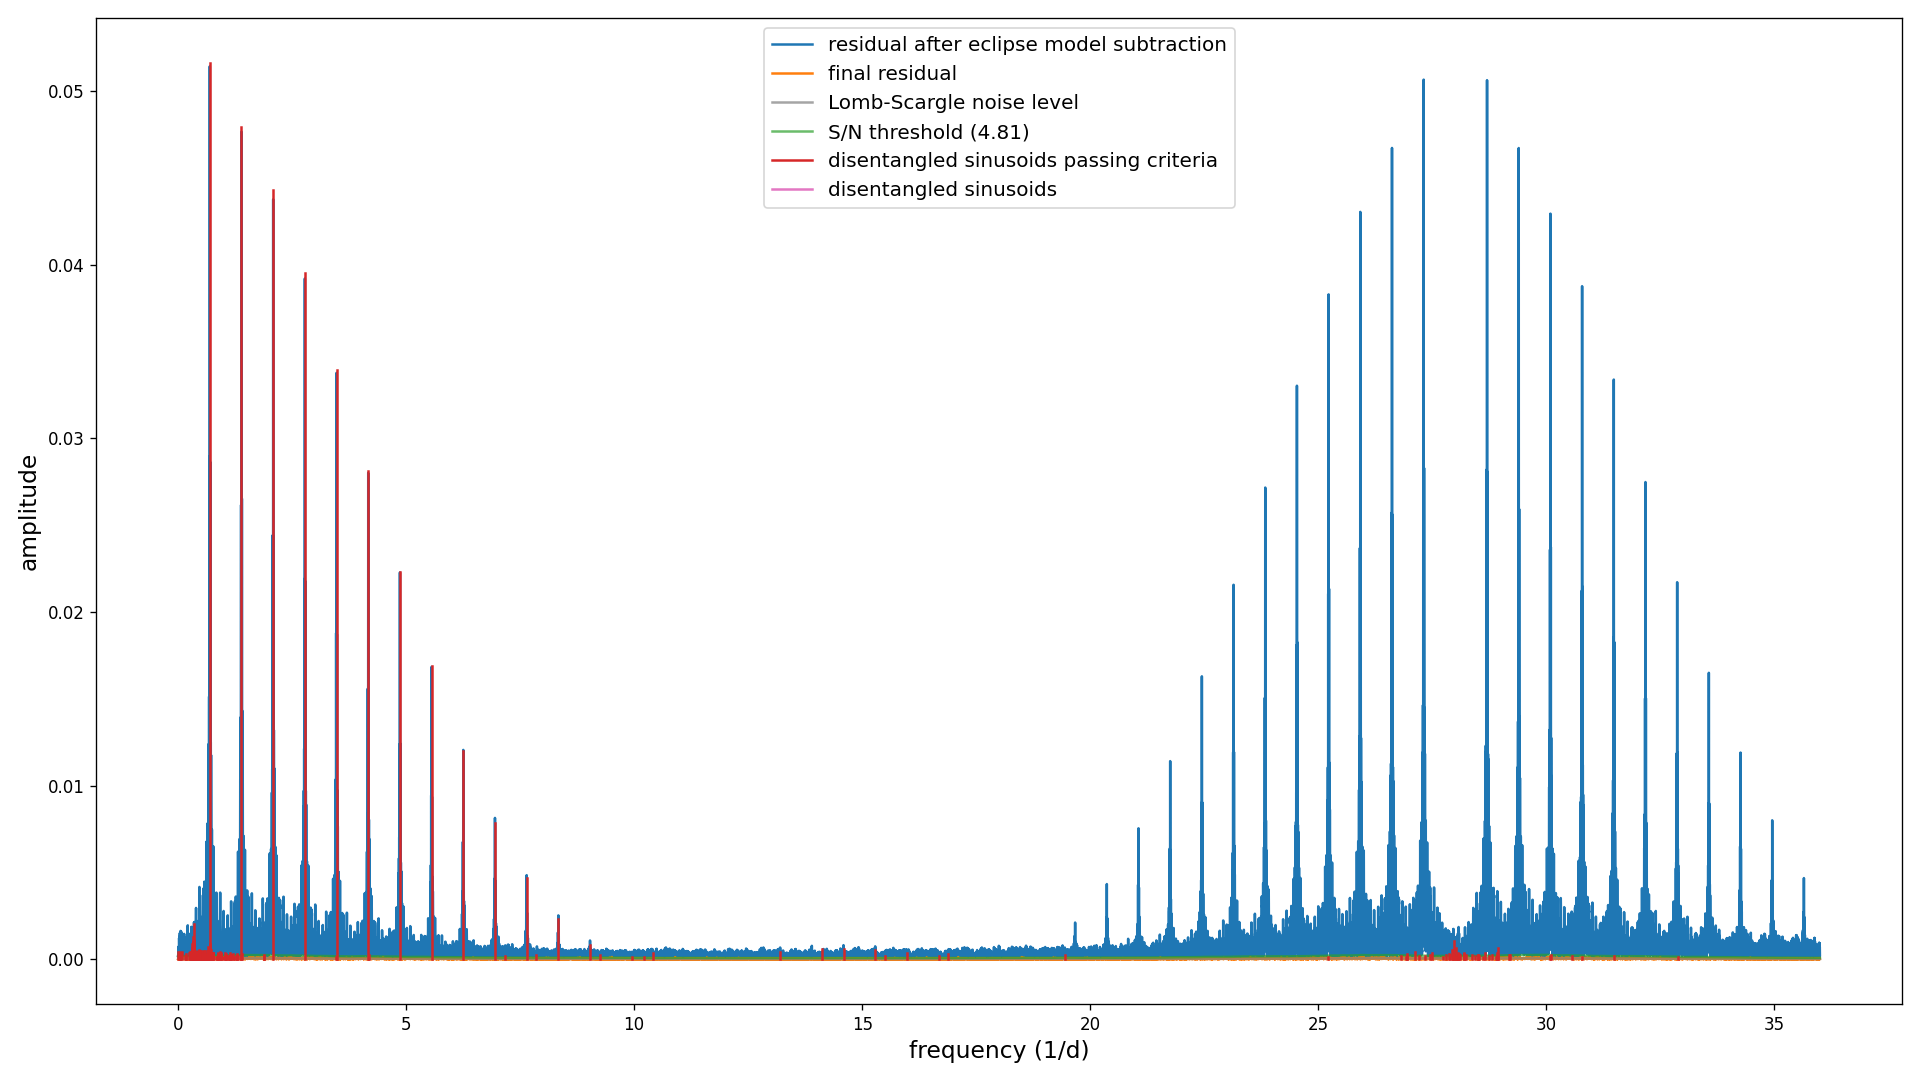 residual after eclipse model subtraction
final residual
Lomb-Scargle noise level
S/N threshold (4.81)
disentangled sinusoids passing criteria
disentangled sinusoids
amplitude
0.05
0.04
0.03
0.02
0.01
0.00
0 5 10 15 20 25 30 35
frequency (1/d)